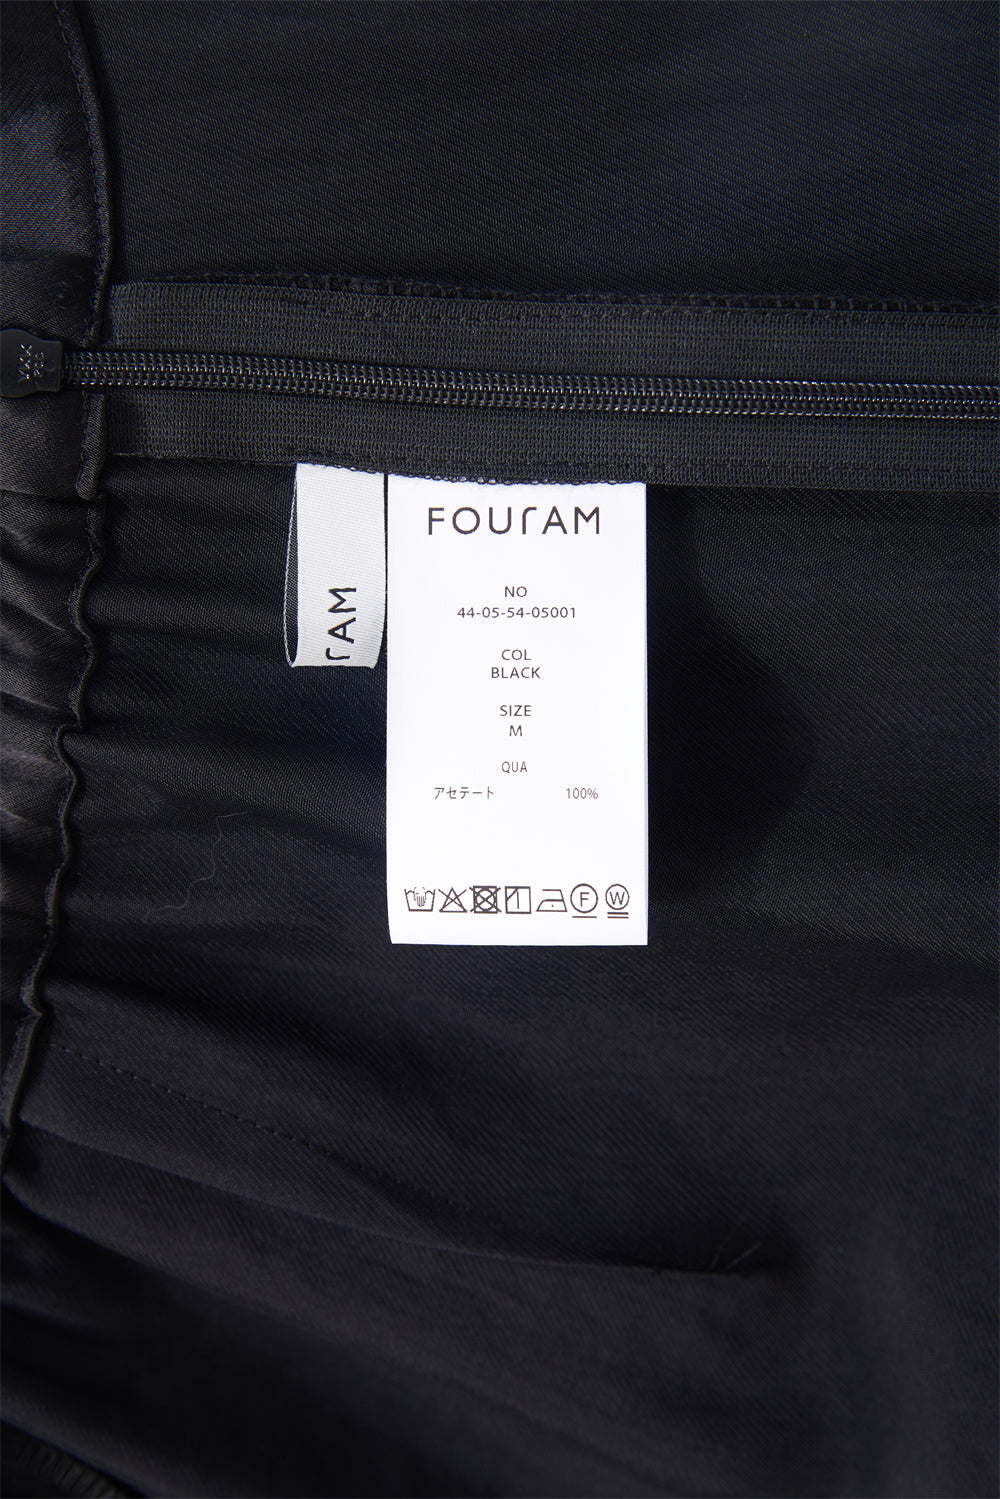 FOURAM
NO
44-05-54-05001
COL
BLACK
SIZE
M
QUA
アセテート 100%
F W
RAM